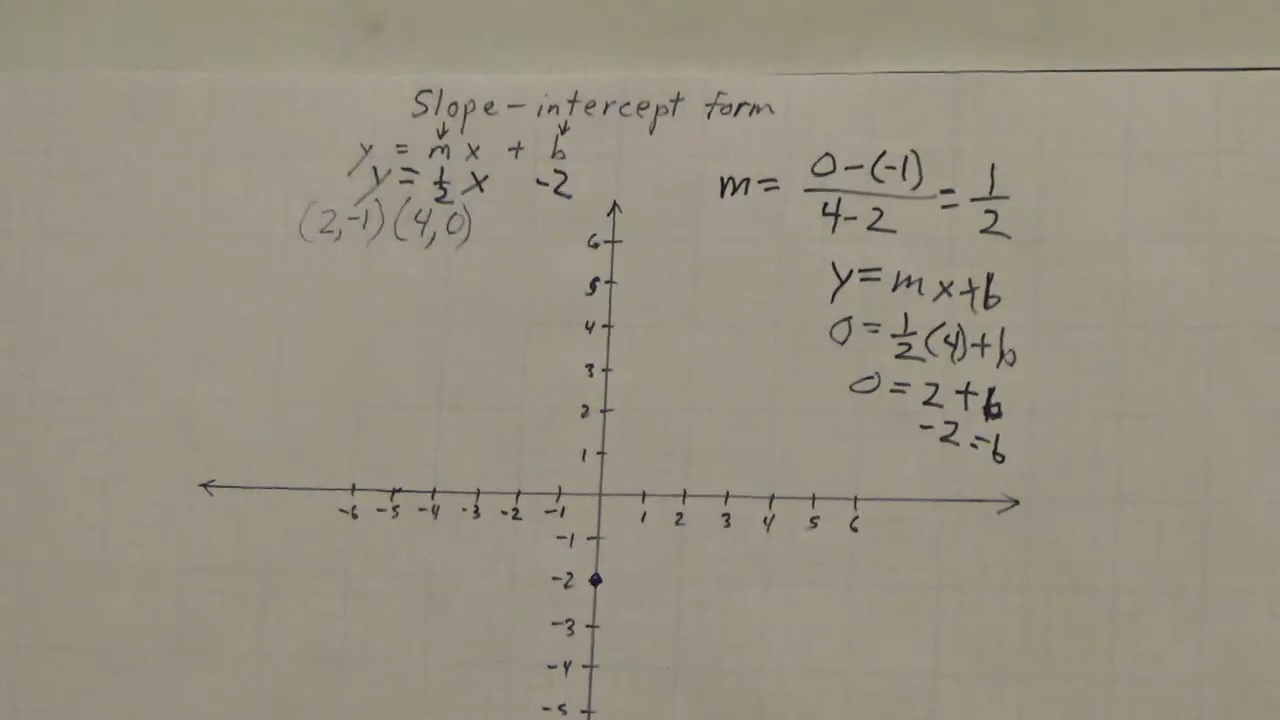 Slope-intercept form
y = mx + b
y = 1/2 x -2
(2,-1) (4,0)
m = 0-(-1)/4-2 = 1/2
y = mx+b
0 = 1/2(4)+b
0 = 2+b
-2=b
6
5
4
3
2
1
-6 -5 -4 -3 -2 -1 1 2 3 4 5 6
-1
-2
-3
-4
-5